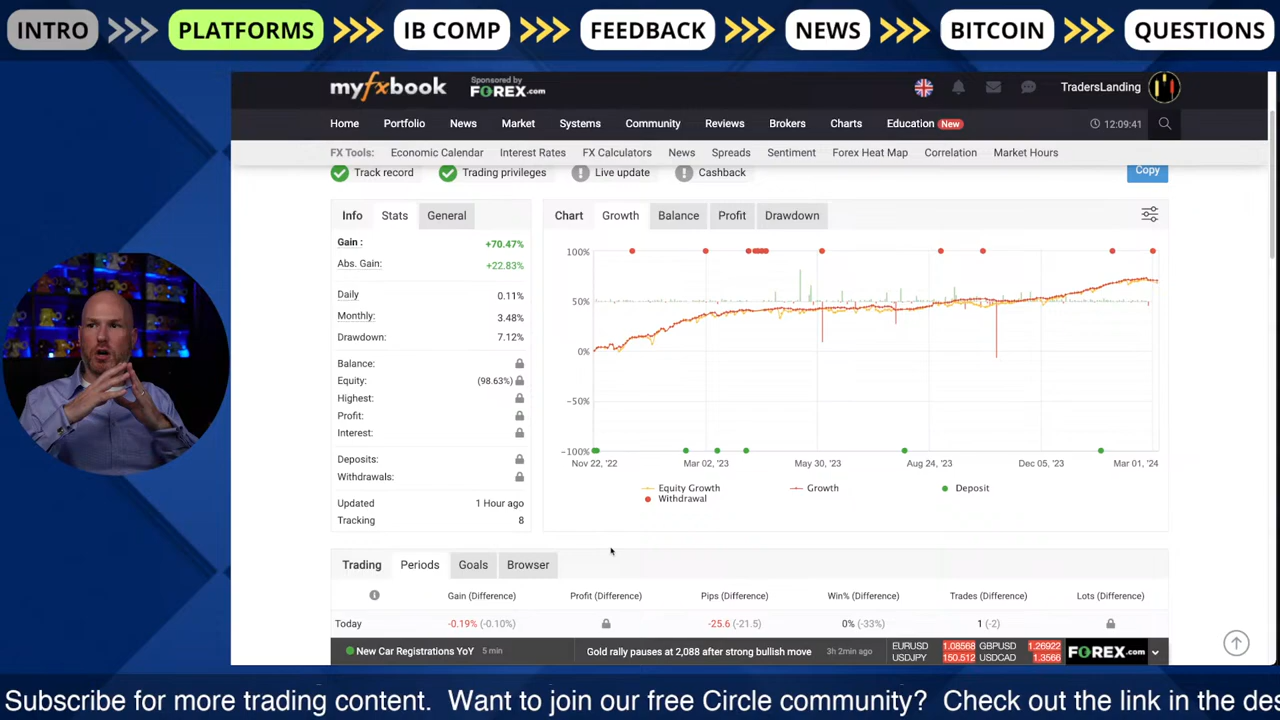 INTRO PLATFORMS IB COMP FEEDBACK NEWS BITCOIN QUESTIONS
myfxbook Sponsored by FOREX.com TradersLanding
Home Portfolio News Market Systems Community Reviews Brokers Charts Education New 12:09:41
FX Tools: Economic Calendar Interest Rates FX Calculators News Spreads Sentiment Forex Heat Map Correlation Market Hours
Track record Trading privileges Live update Cashback Copy
Info Stats General
Gain : +70.47%
Abs. Gain: +22.83%
Daily 0.11%
Monthly: 3.48%
Drawdown: 7.12%
Balance:
Equity: (98.63%)
Highest:
Profit:
Interest:
Deposits:
Withdrawals:
Updated 1 Hour ago
Tracking 8
Chart Growth Balance Profit Drawdown
100%
50%
0%
-50%
-100%
Nov 22, '22 Mar 02, '23 May 30, '23 Aug 24, '23 Dec 05, '23 Mar 01, '24
Equity Growth Growth Deposit
Withdrawal
Trading Periods Goals Browser
Gain (Difference) Profit (Difference) Pips (Difference) Win% (Difference) Trades (Difference) Lots (Difference)
Today -0.19% (-0.10%) -25.6 (-21.5) 0% (-33%) 1 (-2)
New Car Registrations YoY 5 min Gold rally pauses at 2,088 after strong bullish move 3h 2min ago
EURUSD 1.08568 GBPUSD 1.26922
USDJPY 150.512 USDCAD 1.3566
FOREX.com
Subscribe for more trading content. Want to join our free Circle community? Check out the link in the des